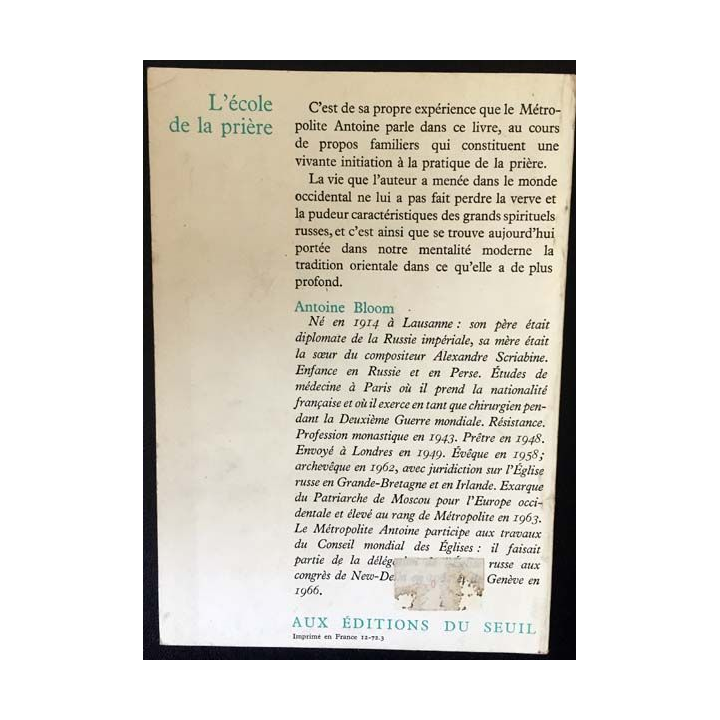 L'école
de la prière
C'est de sa propre expérience que le Métro-
polite Antoine parle dans ce livre, au cours
de propos familiers qui constituent une
vivante initiation à la pratique de la prière.
La vie que l'auteur a menée dans le monde
occidental ne lui a pas fait perdre la verve et
la pudeur caractéristiques des grands spirituels
russes, et c'est ainsi que se trouve aujourd'hui
portée dans notre mentalité moderne la
tradition orientale dans ce qu'elle a de plus
profond.
Antoine Bloom
Né en 1914 à Lausanne : son père était
diplomate de la Russie impériale, sa mère était
la sœur du compositeur Alexandre Scriabine.
Enfance en Russie et en Perse. Études de
médecine à Paris où il prend la nationalité
française et où il exerce en tant que chirurgien pen-
dant la Deuxième Guerre mondiale. Résistance.
Profession monastique en 1943. Prêtre en 1948.
Envoyé à Londres en 1949. Évêque en 1958;
archevêque en 1962, avec juridiction sur l'Église
russe en Grande-Bretagne et en Irlande. Exarque
du Patriarche de Moscou pour l'Europe occi-
dentale et élevé au rang de Métropolite en 1963.
Le Métropolite Antoine participe aux travaux
du Conseil mondial des Églises : il faisait
partie de la russe aux
congrès de Genève en
1966.
AUX ÉDITIONS DU SEUIL
Imprimé en France 12-72.3